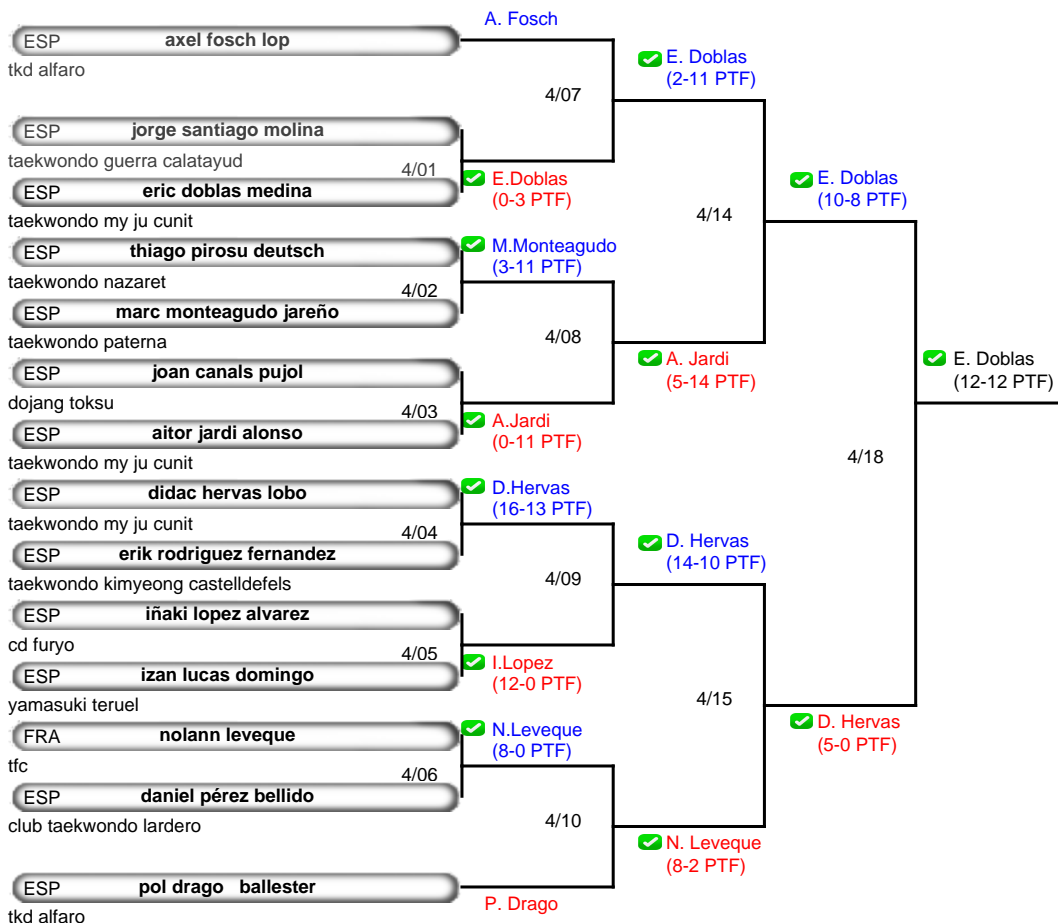 A. Fosch
ESP axel fosch lop
tkd alfaro
E. Doblas
(2-11 PTF)
4/07
ESP jorge santiago molina
taekwondo guerra calatayud
4/01
E.Doblas
(0-3 PTF)
ESP eric doblas medina
taekwondo my ju cunit
E. Doblas
(10-8 PTF)
4/14
ESP thiago pirosu deutsch
taekwondo nazaret
M.Monteagudo
(3-11 PTF)
4/02
ESP marc monteagudo jareño
taekwondo paterna
4/08
A. Jardi
(5-14 PTF)
E. Doblas
(12-12 PTF)
ESP joan canals pujol
dojang toksu
4/03
A.Jardi
(0-11 PTF)
ESP aitor jardi alonso
taekwondo my ju cunit
4/18
ESP didac hervas lobo
taekwondo my ju cunit
D.Hervas
(16-13 PTF)
4/04
ESP erik rodriguez fernandez
taekwondo kimyeong castelldefels
D. Hervas
(14-10 PTF)
4/09
ESP iñaki lopez alvarez
cd furyo
4/05
I.Lopez
(12-0 PTF)
ESP izan lucas domingo
yamasuki teruel
4/15
D. Hervas
(5-0 PTF)
FRA nolann leveque
tfc
N.Leveque
(8-0 PTF)
4/06
ESP daniel pérez bellido
club taekwondo lardero
4/10
N. Leveque
(8-2 PTF)
ESP pol drago ballester
tkd alfaro
P. Drago